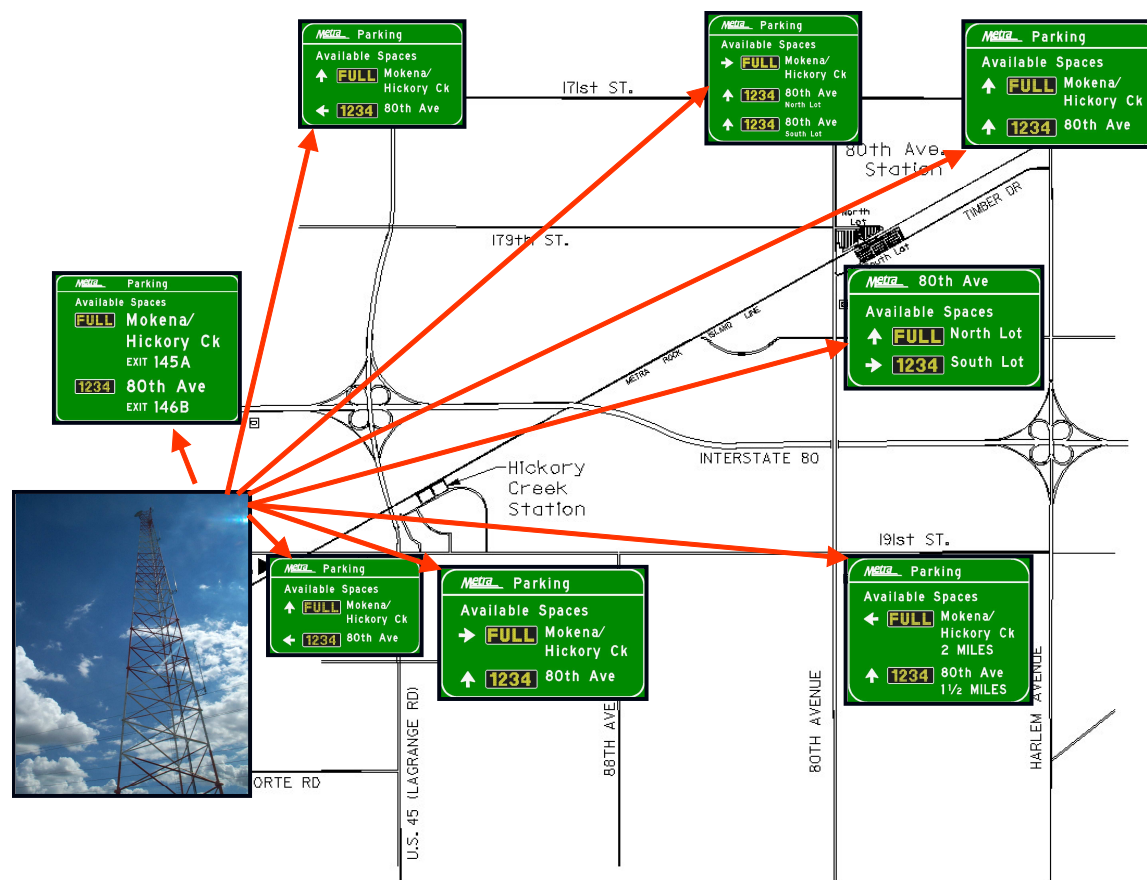 Metra Parking
Available Spaces
↑ FULL Mokena/
Hickory Ck
← 1234 80th Ave
Metra Parking
Available Spaces
→ FULL Mokena/
Hickory Ck
↑ 1234 80th Ave
North Lot
↑ 1234 80th Ave
South Lot
Metra Parking
Available Spaces
↑ FULL Mokena/
Hickory Ck
↑ 1234 80th Ave
171st ST.
80th Ave.
Station
TIMBER DR
North
Lot
South Lot
179th ST.
Metra Parking
Available Spaces
FULL Mokena/
Hickory Ck
EXIT 145A
1234 80th Ave
EXIT 146B
Metra 80th Ave
Available Spaces
↑ FULL North Lot
→ 1234 South Lot
METRA ROCK ISLAND LINE
INTERSTATE 80
Hickory
Creek
Station
191st ST.
Metra Parking
Available Spaces
↑ FULL Mokena/
Hickory Ck
← 1234 80th Ave
Metra Parking
Available Spaces
→ FULL Mokena/
Hickory Ck
↑ 1234 80th Ave
Metra Parking
Available Spaces
← FULL Mokena/
Hickory Ck
2 MILES
↑ 1234 80th Ave
1½ MILES
ORTE RD
U.S. 45 (LAGRANGE RD)
88TH AVE
80TH AVENUE
HARLEM AVENUE